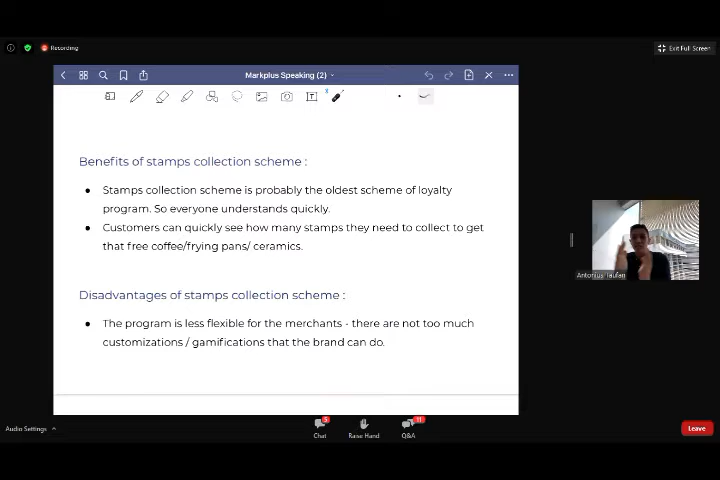 Recording
Exit Full Screen
Markplus Speaking (2)
Benefits of stamps collection scheme :
Stamps collection scheme is probably the oldest scheme of loyalty
program. So everyone understands quickly.
Customers can quickly see how many stamps they need to collect to get
that free coffee/frying pans/ ceramics.
Antonius Taufan
Disadvantages of stamps collection scheme :
The program is less flexible for the merchants - there are not too much
customizations / gamifications that the brand can do.
Audio Settings
5
Chat
Raise Hand
11
Q&A
Leave